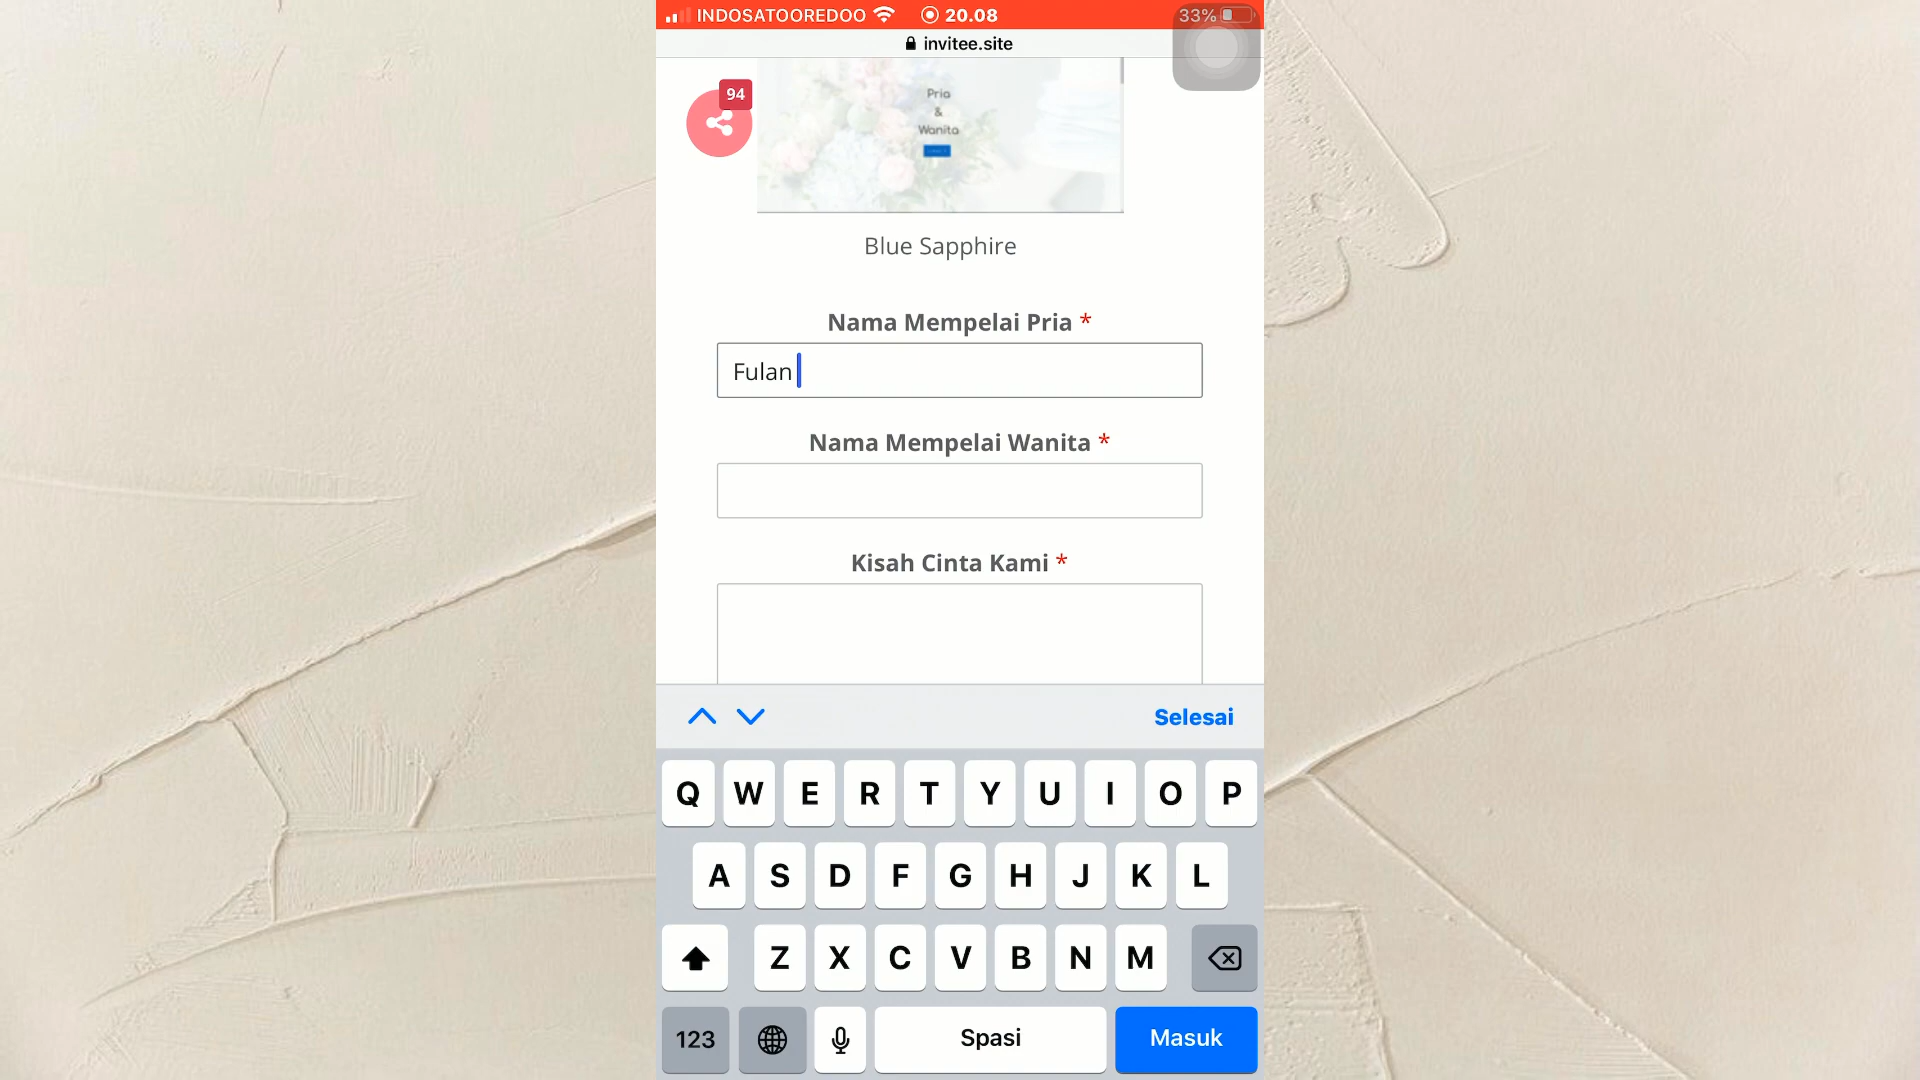 INDOSATOOREDOO 20.08 33%
invitee.site
94
Pria
&
Wanita
Blue Sapphire
Nama Mempelai Pria *
Fulan
Nama Mempelai Wanita *
Kisah Cinta Kami *
Selesai
Q W E R T Y U I O P
A S D F G H J K L
Z X C V B N M
123 Spasi Masuk